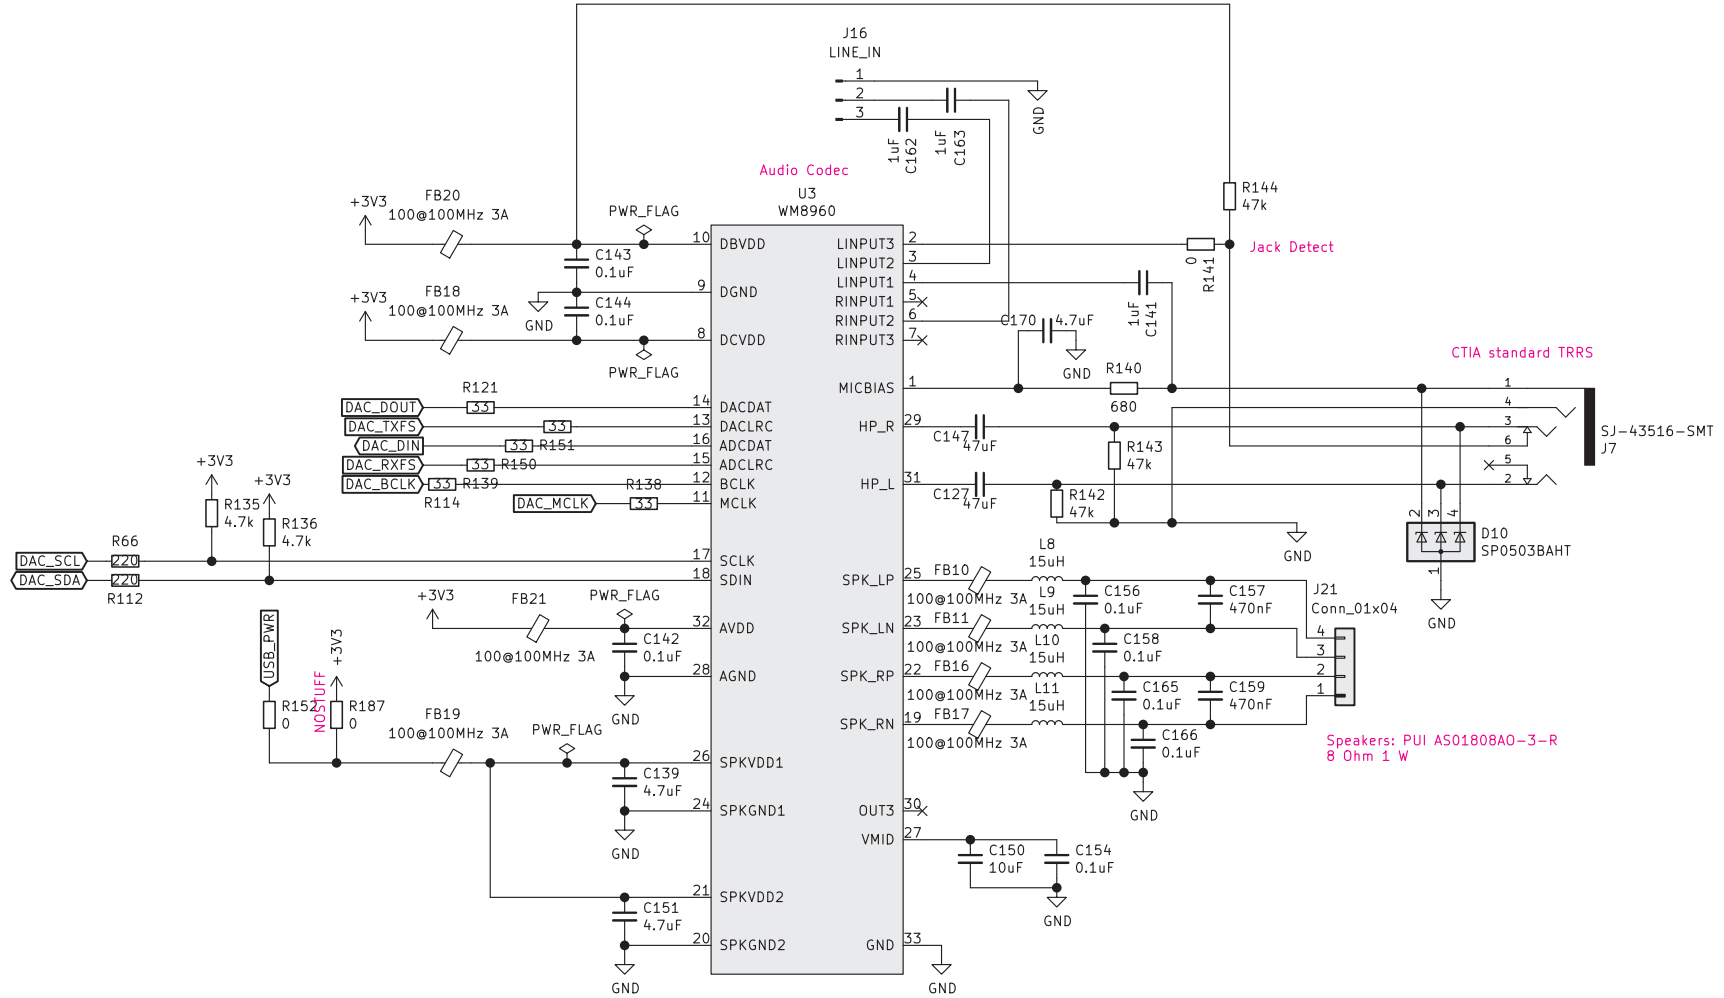 J16
LINE_IN
1
2
3
GND
1uF
C162
1uF
C163
Audio Codec
U3
WM8960
+3V3
FB20
100@100MHz 3A
PWR_FLAG
C143
0.1uF
+3V3
FB18
100@100MHz 3A
GND
C144
0.1uF
PWR_FLAG
10 DBVDD
9 DGND
8 DCVDD
14 DACDAT
13 DACLRC
16 ADCDAT
15 ADCLRC
12 BCLK
11 MCLK
17 SCLK
18 SDIN
32 AVDD
28 AGND
26 SPKVDD1
24 SPKGND1
21 SPKVDD2
20 SPKGND2
LINPUT3 2
LINPUT2 3
LINPUT1 4
RINPUT1 5
RINPUT2 6
RINPUT3 7
MICBIAS 1
HP_R 29
HP_L 31
SPK_LP 25
SPK_LN 23
SPK_RP 22
SPK_RN 19
OUT3 30
VMID 27
GND 33
R121
DAC_DOUT 33
DAC_TXFS 33
DAC_DIN 33 R151
DAC_RXFS 33 R150
DAC_BCLK 33 R139
R114
R138
DAC_MCLK 33
+3V3
R135
4.7k
+3V3
R136
4.7k
R66
DAC_SCL 220
DAC_SDA 220
R112
USB_PWR
R152
0
NOSTUFF
+3V3
R187
0
+3V3
FB21
100@100MHz 3A
PWR_FLAG
C142
0.1uF
GND
FB19
100@100MHz 3A
PWR_FLAG
C139
4.7uF
GND
C151
4.7uF
GND
R144
47k
0
R141
Jack Detect
1uF
C141
C170
4.7uF
GND
R140
680
CTIA standard TRRS
1
4
3
6
5
2
SJ-43516-SMT
J7
C147
47uF
R143
47k
C127
47uF
R142
47k
GND
2
3
4
1
D10
SP0503BAHT
GND
FB10
100@100MHz 3A
L8
15uH
FB11
100@100MHz 3A
L9
15uH
FB16
100@100MHz 3A
L10
15uH
FB17
100@100MHz 3A
L11
15uH
C156
0.1uF
C157
470nF
C158
0.1uF
C165
0.1uF
C159
470nF
C166
0.1uF
GND
J21
Conn_01x04
4
3
2
1
Speakers: PUI AS01808AO-3-R
8 Ohm 1 W
C150
10uF
C154
0.1uF
GND
GND